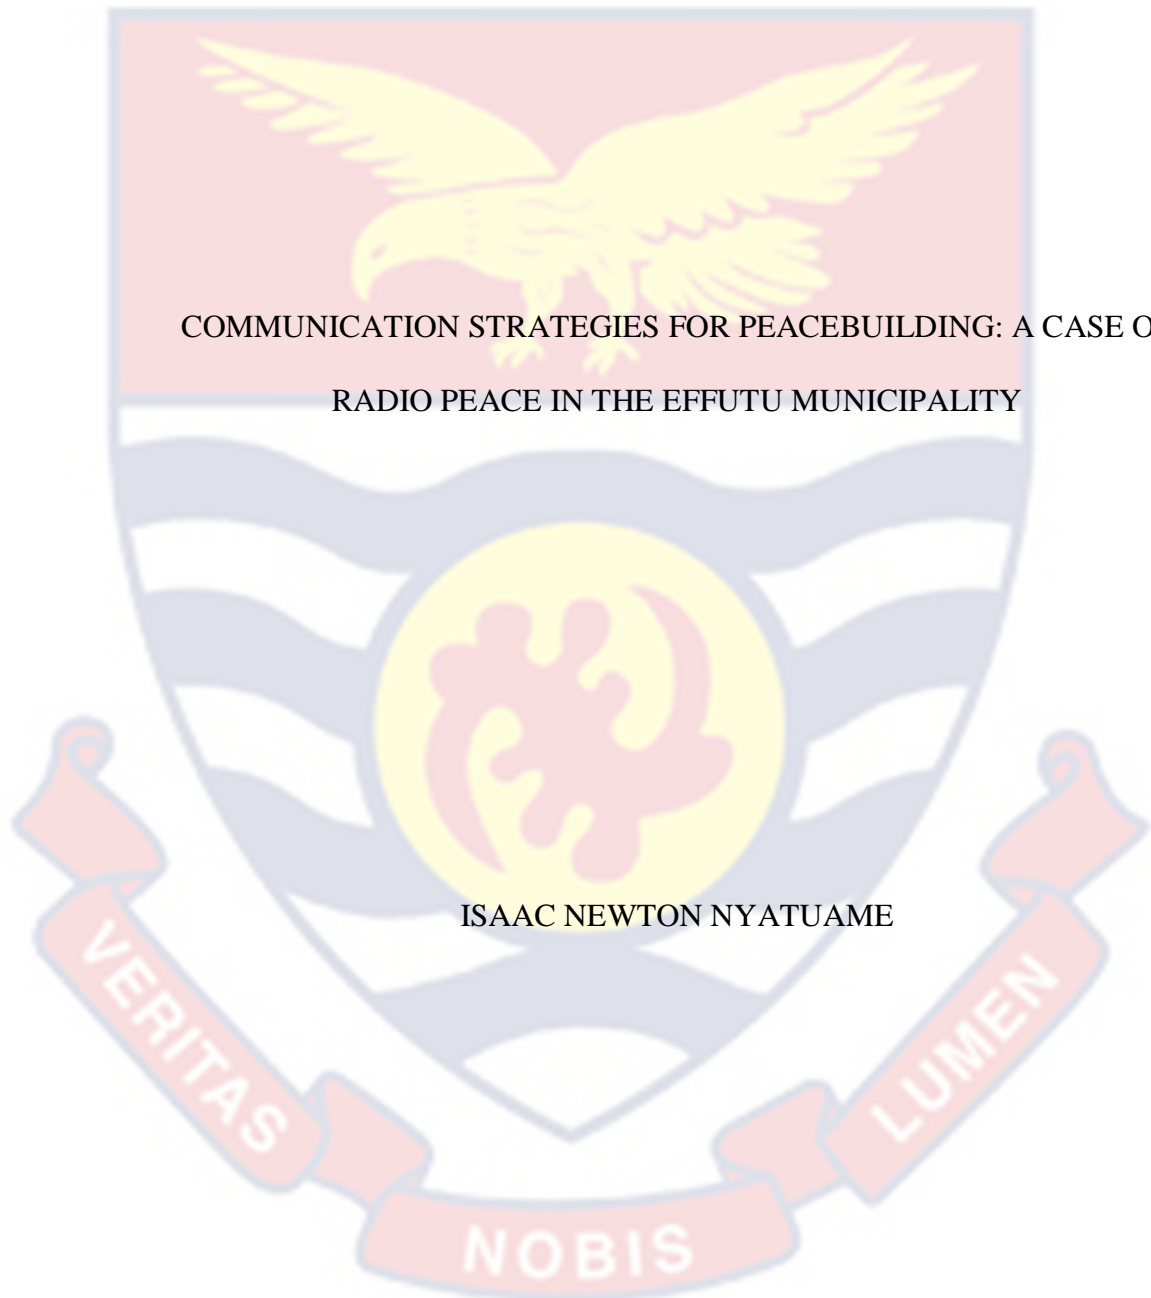 COMMUNICATION STRATEGIES FOR PEACEBUILDING: A CASE O
RADIO PEACE IN THE EFFUTU MUNICIPALITY
ISAAC NEWTON NYATUAME
VERITAS
NOBIS
LUMEN